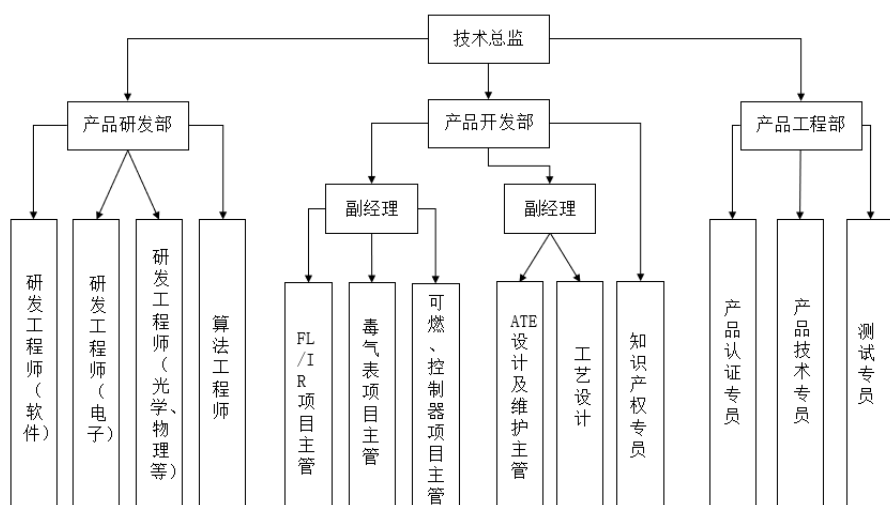 技术总监
产品研发部
产品开发部
产品工程部
副经理
副经理
研发工程师（软件）
研发工程师（电子）
研发工程师（光学、物理等）
算法工程师
FL/IR项目主管
毒气表项目主管
可燃、控制器项目主管
ATE设计及维护主管
工艺设计
知识产权专员
产品认证专员
产品技术专员
测试专员